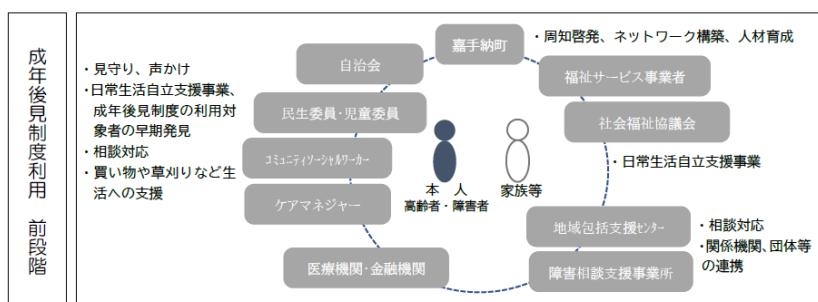 成年後見制度利用　前段階
・見守り、声かけ
・日常生活自立支援事業、
成年後見制度の利用対
象者の早期発見
・相談対応
・買い物や草刈りなど生
活への支援
自治会
民生委員・児童委員
ｺﾐｭﾆﾃｨｿｰｼｬﾙﾜｰｶｰ
ケアマネジャー
医療機関・金融機関
嘉手納町
・周知啓発、ネットワーク構築、人材育成
福祉サービス事業者
社会福祉協議会
・日常生活自立支援事業
本　人
高齢者・障害者
家族等
地域包括支援ｾﾝﾀｰ
障害相談支援事業所
・相談対応
・関係機関、団体等
の連携